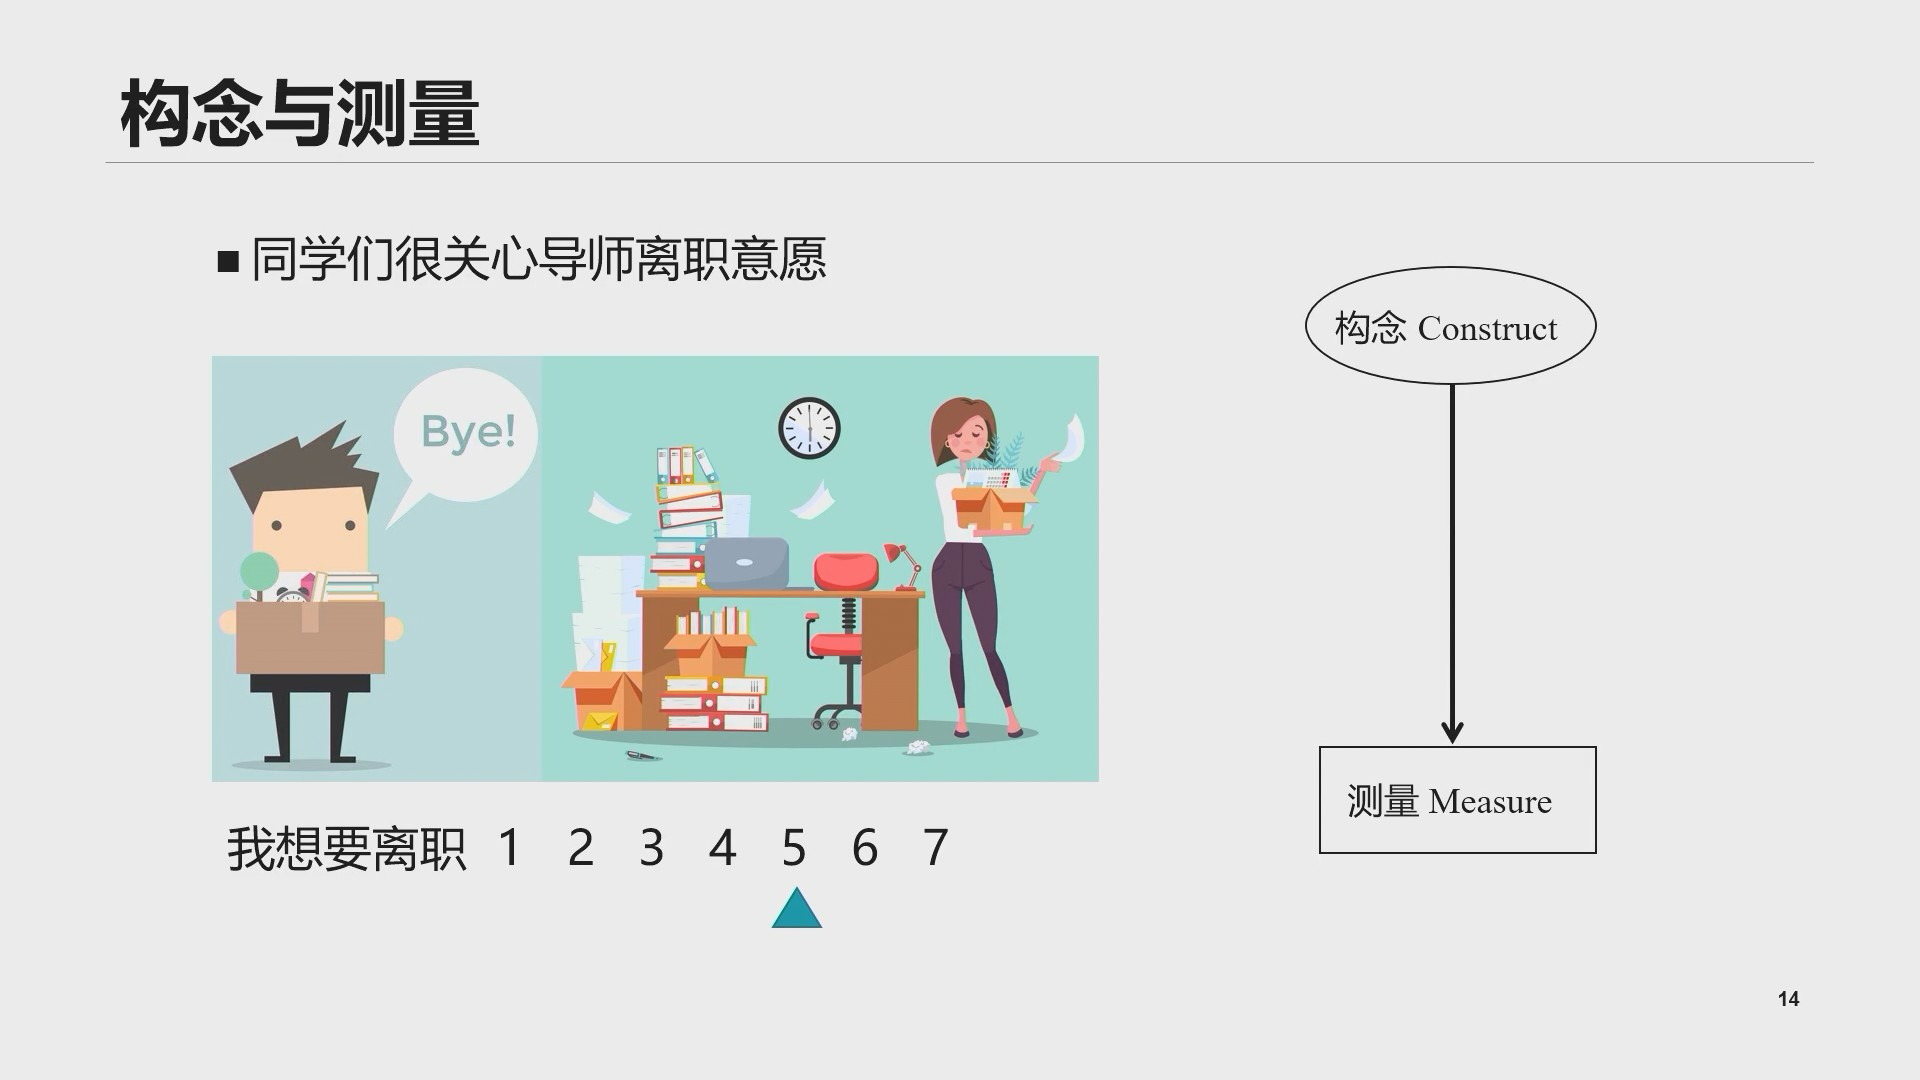 构念与测量
同学们很关心导师离职意愿
Bye!
构念 Construct
测量 Measure
我想要离职 1 2 3 4 5 6 7
14